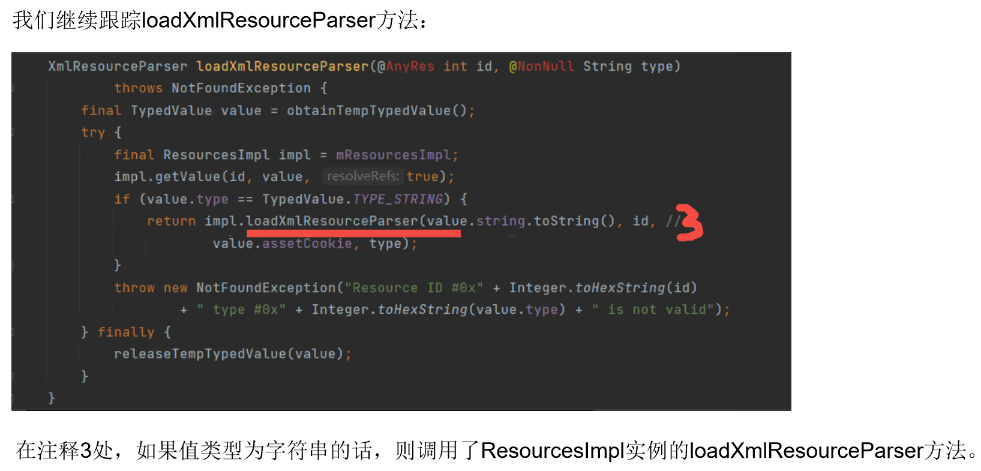 我们继续跟踪loadXmlResourceParser方法：
XmlResourceParser loadXmlResourceParser(@AnyRes int id, @NonNull String type)
throws NotFoundException {
final TypedValue value = obtainTempTypedValue();
try {
final ResourcesImpl impl = mResourcesImpl;
impl.getValue(id, value, resolveRefs: true);
if (value.type == TypedValue.TYPE_STRING) {
return impl.loadXmlResourceParser(value.string.toString(), id, //3
value.assetCookie, type);
}
throw new NotFoundException("Resource ID #0x" + Integer.toHexString(id)
+ " type #0x" + Integer.toHexString(value.type) + " is not valid");
} finally {
releaseTempTypedValue(value);
}
}
在注释3处，如果值类型为字符串的话，则调用了ResourcesImpl实例的loadXmlResourceParser方法。